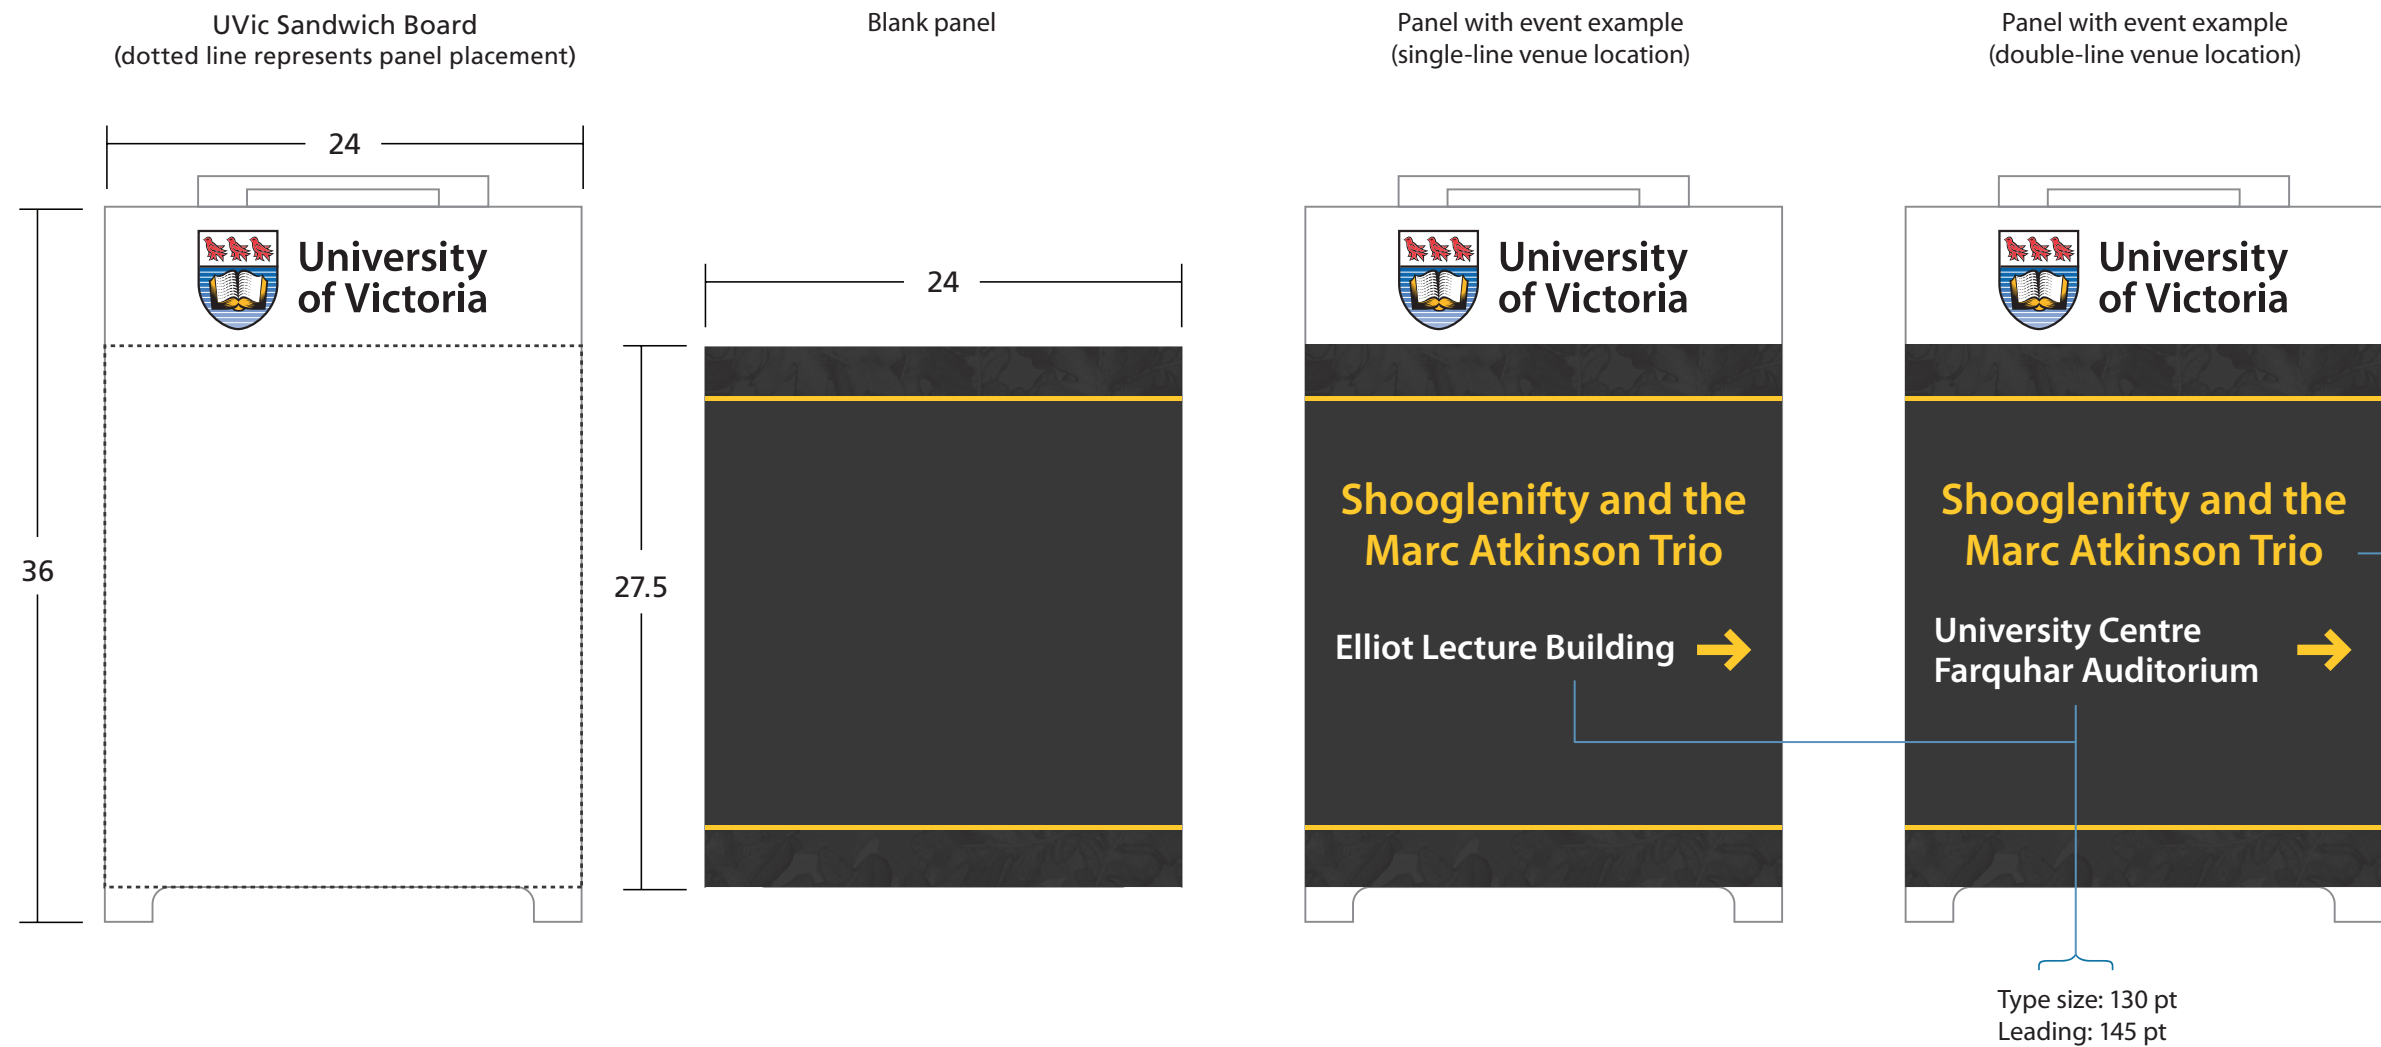 UVic Sandwich Board
(dotted line represents panel placement)
Blank panel
Panel with event example
(single-line venue location)
Panel with event example
(double-line venue location)
24
36
University
of Victoria
24
27.5
University
of Victoria
Shooglenifty and the
Marc Atkinson Trio
Elliot Lecture Building
University
of Victoria
Shooglenifty and the
Marc Atkinson Trio
University Centre
Farquhar Auditorium
Type size: 130 pt
Leading: 145 pt